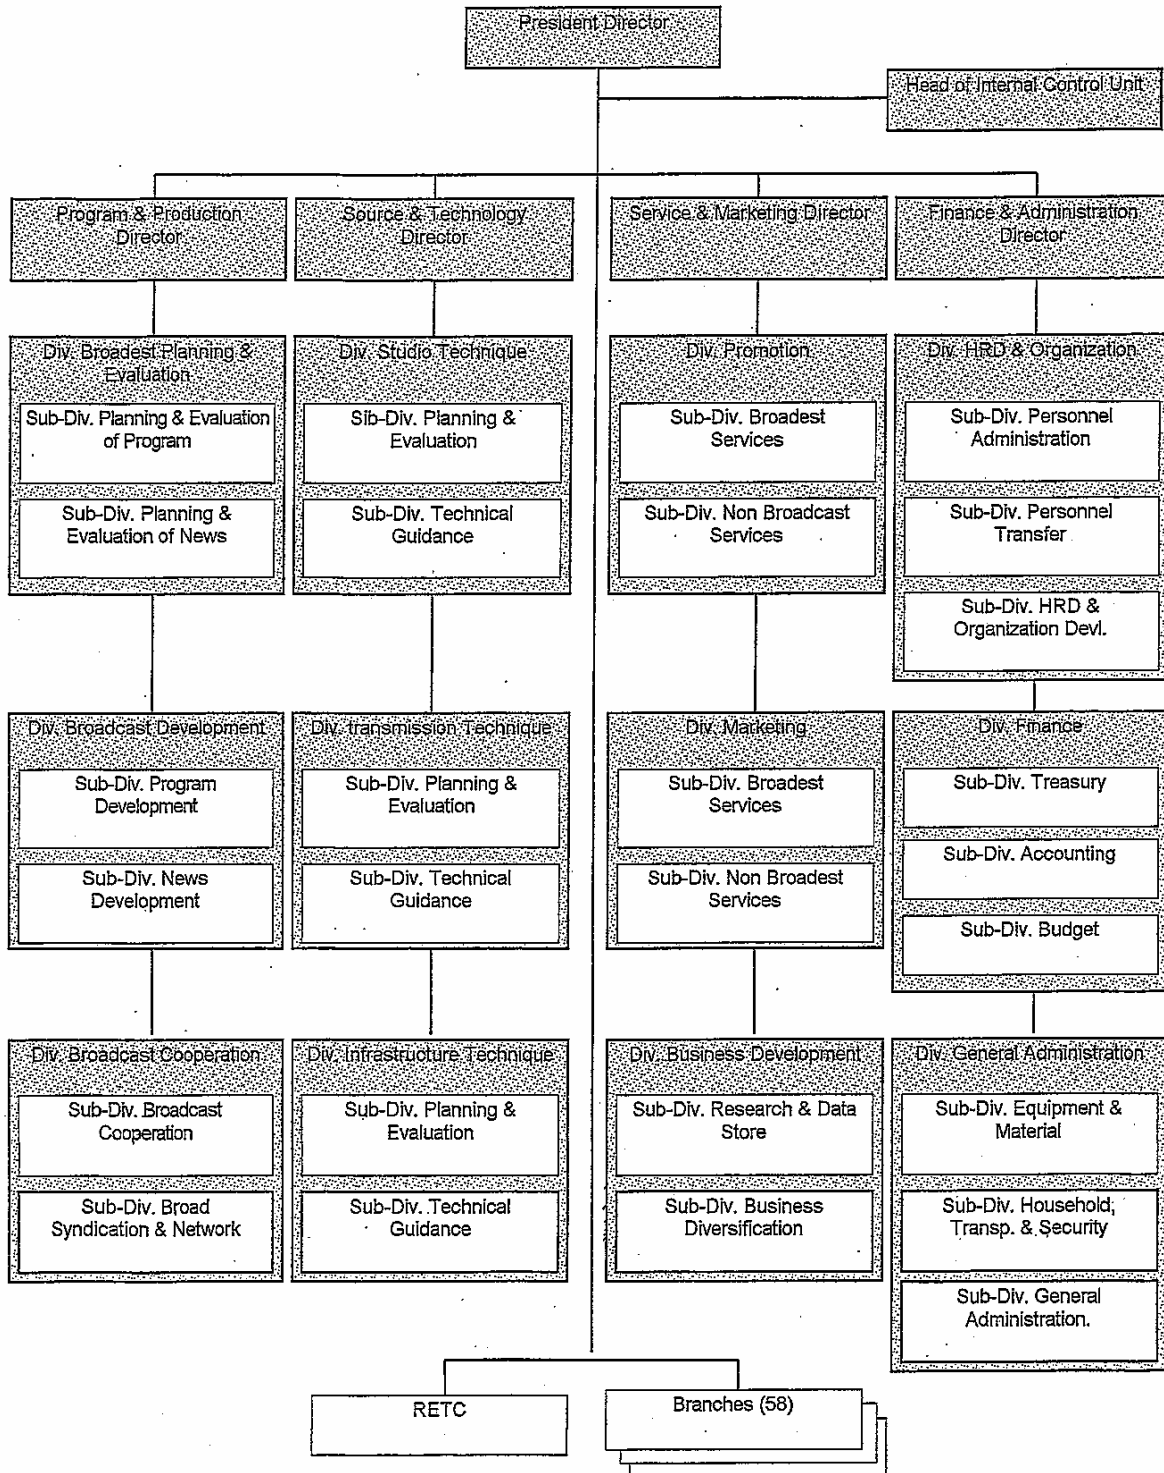 President Director
Head of Internal Control Unit
Program & Production
Director
Source & Technology
Director
Service & Marketing Director
Finance & Administration
Director
Div. Broadest Planning &
Evaluation
Sub-Div. Planning & Evaluation
of Program
Sub-Div. Planning &
Evaluation of News
Div. Studio Technique
Sib-Div. Planning &
Evaluation
Sub-Div. Technical
Guidance
Div. Promotion
Sub-Div. Broadest
Services
Sub-Div. Non Broadcast
Services
Div. HRD & Organization
Sub-Div. Personnel
Administration
Sub-Div. Personnel
Transfer
Sub-Div. HRD &
Organization Devl.
Div. Broadcast Development
Sub-Div. Program
Development
Sub-Div. News
Development
Div. transmission Technique
Sub-Div. Planning &
Evaluation
Sub-Div. Technical
Guidance
Div. Marketing
Sub-Div. Broadest
Services
Sub-Div. Non Broadest
Services
Div. Finance
Sub-Div. Treasury
Sub-Div. Accounting
Sub-Div. Budget
Div. Broadcast Cooperation
Sub-Div. Broadcast
Cooperation
Sub-Div. Broad
Syndication & Network
Div. Infrastructure Technique
Sub-Div. Planning &
Evaluation
Sub-Div. Technical
Guidance
Div. Business Development
Sub-Div. Research & Data
Store
Sub-Div. Business
Diversification
Div. General Administration
Sub-Div. Equipment &
Material
Sub-Div. Household,
Transp. & Security
Sub-Div. General
Administration.
RETC
Branches (58)